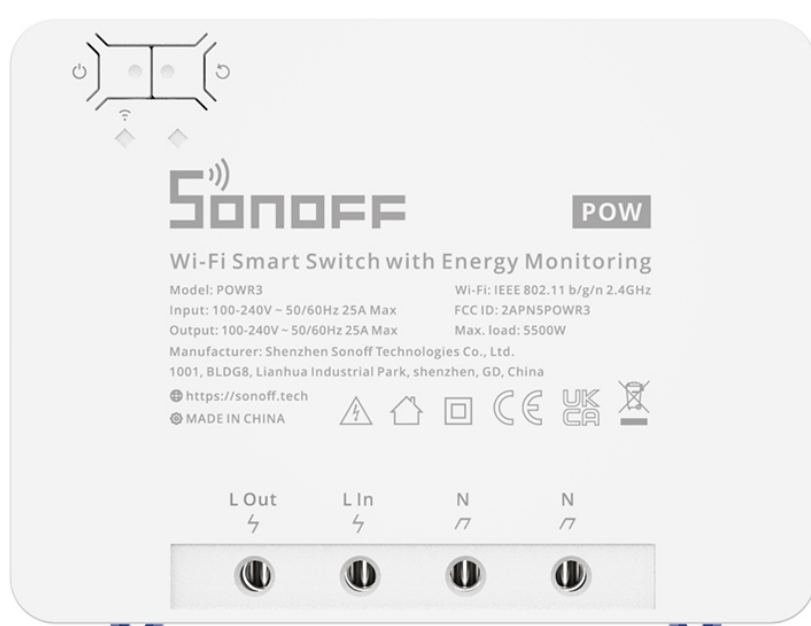 SONOFF
POW
Wi-Fi Smart Switch with Energy Monitoring
Model: POWR3 Wi-Fi: IEEE 802.11 b/g/n 2.4GHz
Input: 100-240V ~ 50/60Hz 25A Max FCC ID: 2APN5POWR3
Output: 100-240V ~ 50/60Hz 25A Max Max. load: 5500W
Manufacturer: Shenzhen Sonoff Technologies Co., Ltd.
1001, BLDG8, Lianhua Industrial Park, shenzhen, GD, China
https://sonoff.tech
MADE IN CHINA
CE UKCA
L Out L In N N